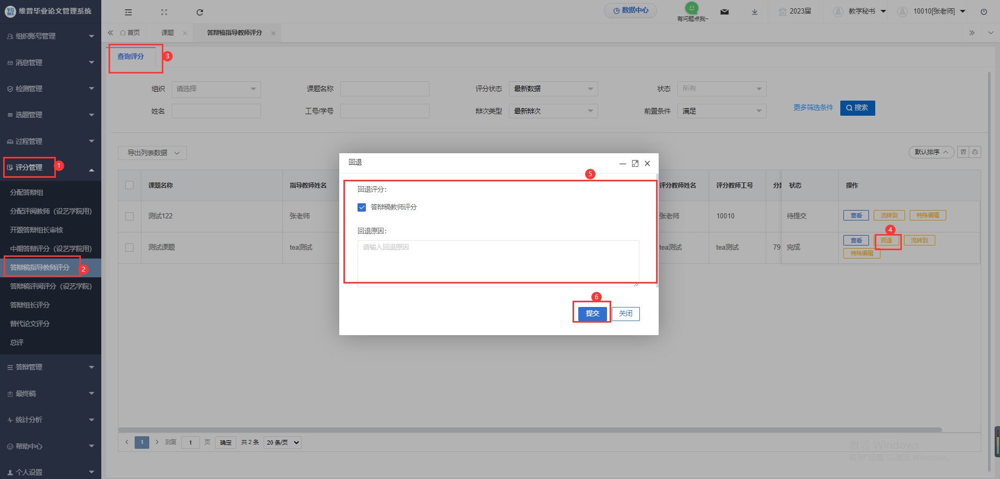 维普毕业论文管理系统
数据中心
有问题点我~
2023届
教学秘书
10010[张老师]
首页
课题
答辩稿指导教师评分
组织账号管理
消息管理
检测管理
选题管理
过程管理
评分管理
1
分配答辩组
分配评阅教师（设艺学院用）
开题答辩组长审核
中期答辩评分（设艺学院用）
答辩稿指导教师评分
2
答辩稿评阅评分（设艺学院）
答辩组长评分
替代论文评分
总评
答辩管理
最终稿
统计分析
帮助中心
个人设置
查询评分
3
组织
请选择
课题名称
评分状态
最新数据
状态
所有
姓名
工号/学号
辩次类型
最新辩次
前置条件
满足
更多筛选条件
搜索
导出列表数据
默认排序
课题名称
指导教师姓名
评分教师姓名
评分教师工号
状态
操作
测试122
张老师
张老师
10010
待提交
查看
流转到
特殊编辑
测试课题
tea测试
tea测试
tea测试
79
完成
查看
4
回退
流转到
特殊编辑
回退
5
回退评分:
答辩稿教师评分
回退原因:
请输入回退原因
6
提交
关闭
1
到第
1
页
确定
共 2 条
20 条/页
激活 Windows
转到"设置"以激活 Windows。